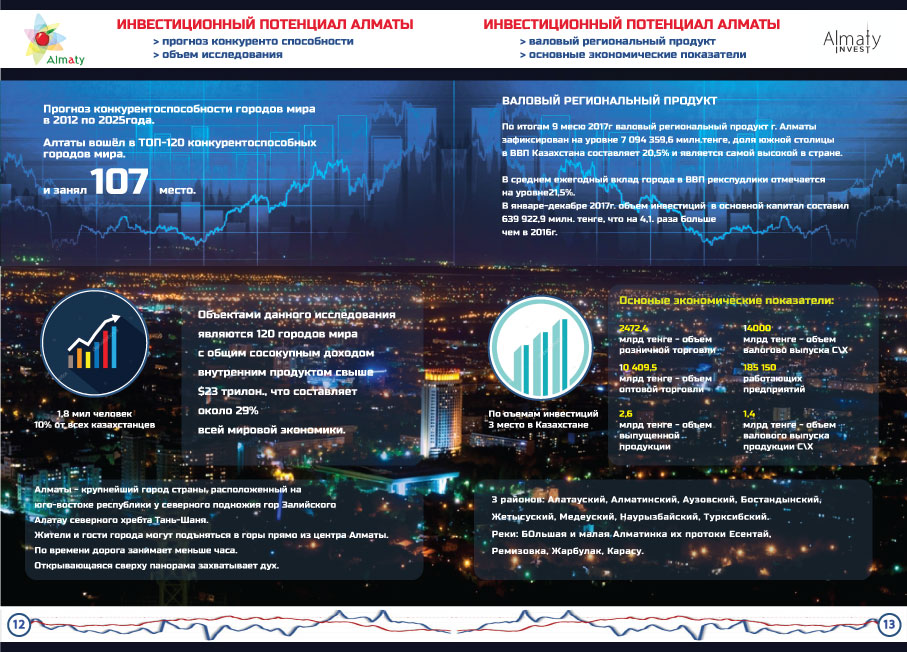 Almaty
ИНВЕСТИЦИОННЫЙ ПОТЕНЦИАЛ АЛМАТЫ
> прогноз конкуренто способности
> объем исследования
Прогноз конкурентоспособности городов мира
в 2012 по 2025года.
Алтаты вошёл в ТОП-120 конкурентоспособных
городов мира.
и занял 107 место.
1,8 мил человек
10% от всех казахстанцев
Объектами данного исследования
являются 120 городов мира
с общим сосокупным доходом
внутренним продуктом свыше
$23 трилон., что составляет
около 29%
всей мировой экономики.
Алматы - крупнейший город страны, расположенный на
юго-востоке республики у северного подножия гор Залийского
Алатау северного хребта Тань-Шаня.
Жители и гости города могут подъняться в горы прямо из центра Алматы.
По времени дорога занимает меньше часа.
Открывающаяся сверху панорама захватывает дух.
12
ИНВЕСТИЦИОННЫЙ ПОТЕНЦИАЛ АЛМАТЫ
> валовый региональный продукт
> основные экономические показатели
Almaty
INVEST
ВАЛОВЫЙ РЕГИОНАЛЬНЫЙ ПРОДУКТ
По итогам 9 месю 2017г валовый региональный продукт г. Алматы
зафиксирован на уровне 7 094 359,6 милн.тенге, доля южной столицы
в ВВП Казахстана составляет 20,5% и является самой высокой в стране.
В среднем ежегодный вклад города в ВВП рекспудлики отмечается
на уровне21,5%.
В январе-декабре 2017г. объем инвестиций в основной капитал составил
639 922,9 милн. тенге, что на 4,1. раза больше
чем в 2016г.
По съемам инвестиций
3 место в Казахстане
Осноные экономические показатели:
2472,4
млрд тенге - объем
розничной торговли
10 409,5
млрд тенге - объем
оптовой торговли
2,6
млрд тенге - объем
выпущенной
продукции
14000
млрд тенге - объем
валогово выпуска С\Х
185 150
работающих
предприятий
1,4
млрд тенге - объем
валового выпуска
продукции С\Х
3 районов: Алатауский, Алматинский, Аузовский, Бостандынский,
Жетысуский, Медеуский, Наурызбайский, Турксибский.
Реки: БОльшая и малая Алматинка их протоки Есентай,
Ремизовка, Жарбулак, Карасу.
13